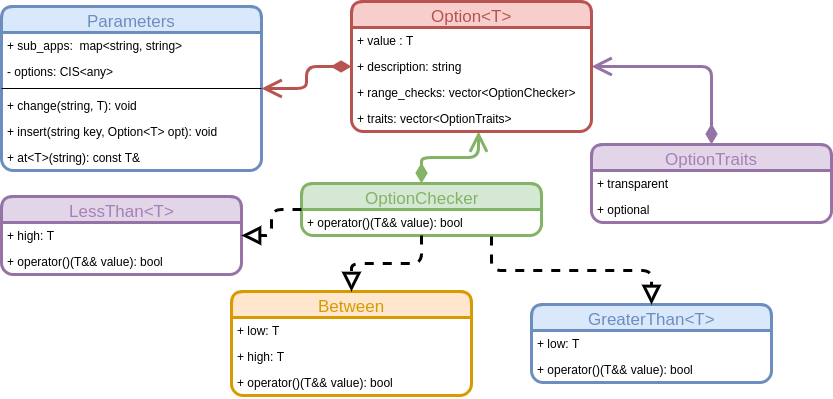 Parameters
+ sub_apps:  map<string, string>
- options: CIS<any>
+ change(string, T): void
+ insert(string key, Option<T> opt): void
+ at<T>(string): const T&
Option<T>
+ value : T
+ description: string
+ range_checks: vector<OptionChecker>
+ traits: vector<OptionTraits>
OptionTraits
+ transparent
+ optional
OptionChecker
+ operator()(T&& value): bool
LessThan<T>
+ high: T
+ operator()(T&& value): bool
Between
+ low: T
+ high: T
+ operator()(T&& value): bool
GreaterThan<T>
+ low: T
+ operator()(T&& value): bool